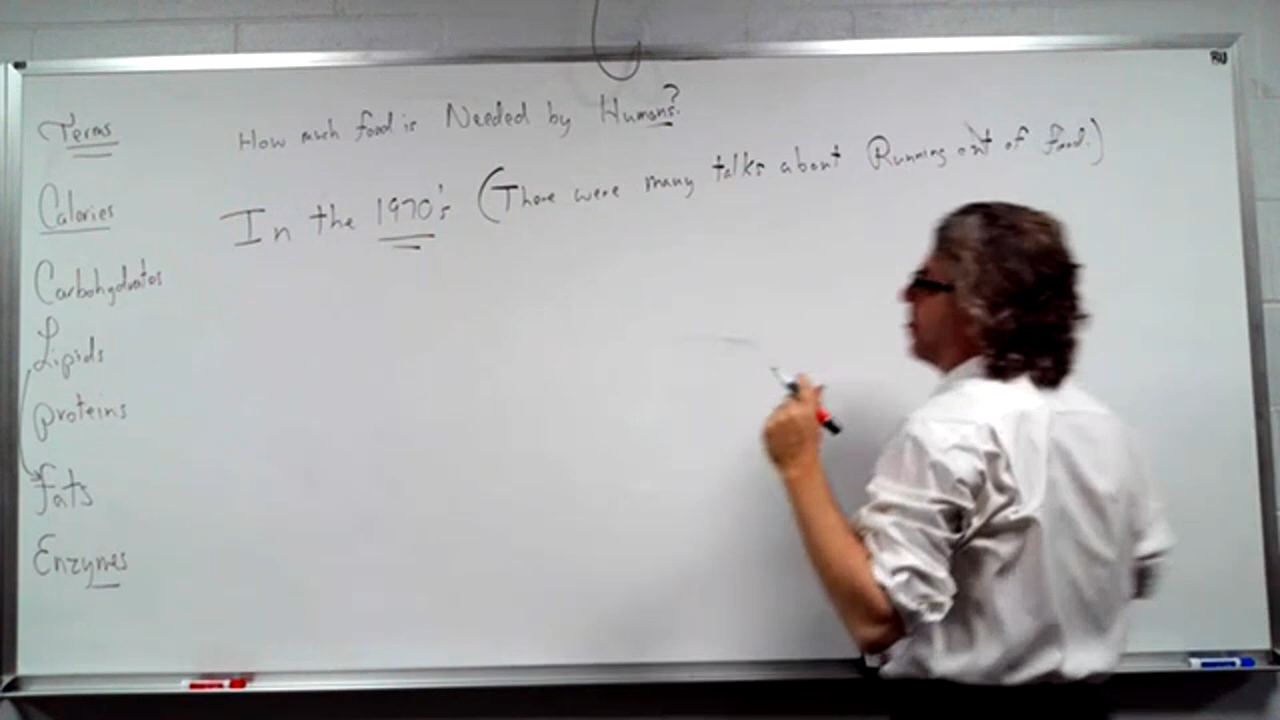 Terms
How much food is Needed by Humans?
In the 1970's (There were many talks about Running out of food.)
Calories
Carbohydrates
Lipids
proteins
fats
Enzymes